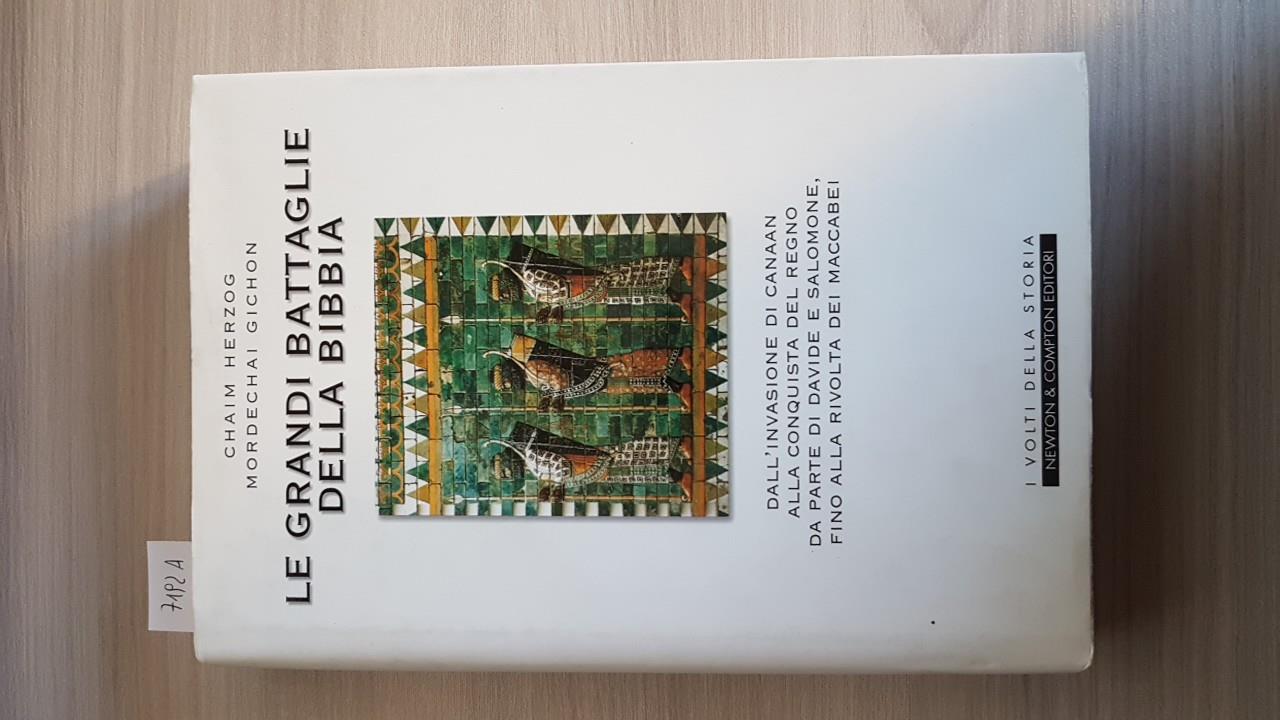 7192A
CHAIM HERZOG
MORDECHAI GICHON
LE GRANDI BATTAGLIE
DELLA BIBBIA
DALL'INVASIONE DI CANAAN
ALLA CONQUISTA DEL REGNO
DA PARTE DI DAVIDE E SALOMONE,
FINO ALLA RIVOLTA DEI MACCABEI
I VOLTI DELLA STORIA
NEWTON & COMPTON EDITORI